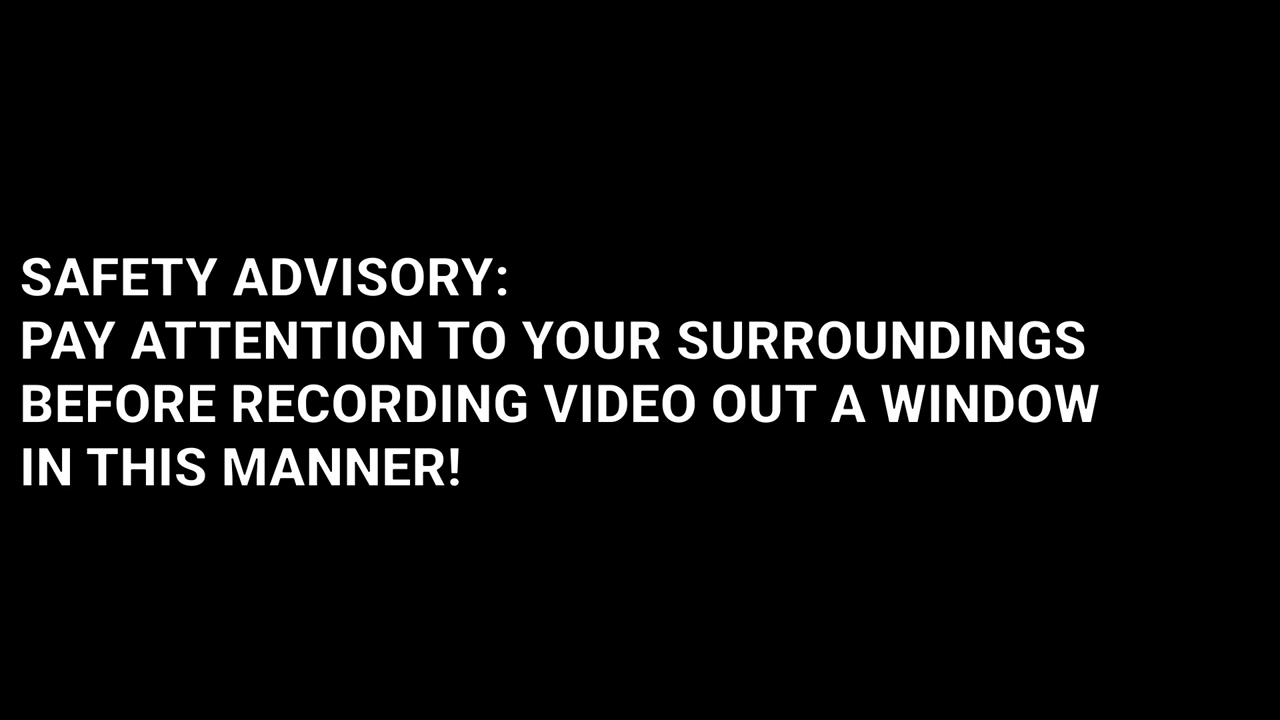 SAFETY ADVISORY:
PAY ATTENTION TO YOUR SURROUNDINGS
BEFORE RECORDING VIDEO OUT A WINDOW
IN THIS MANNER!